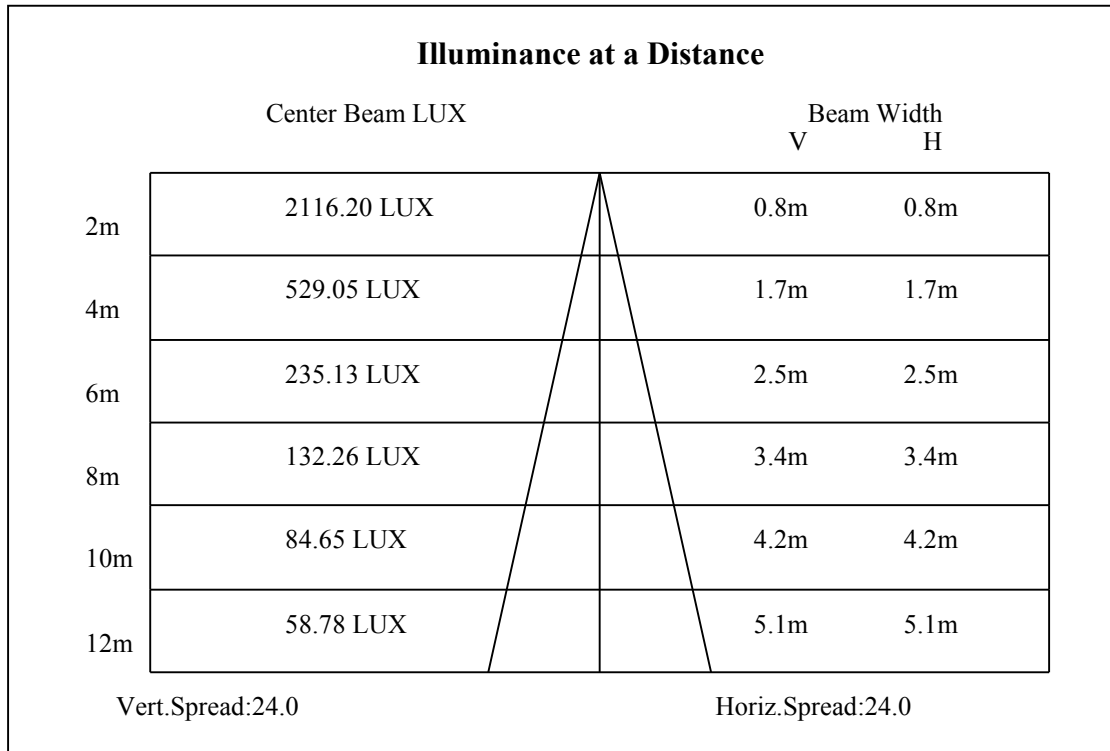 Illuminance at a Distance
Center Beam LUX Beam Width
V H
2m 2116.20 LUX 0.8m 0.8m
4m 529.05 LUX 1.7m 1.7m
6m 235.13 LUX 2.5m 2.5m
8m 132.26 LUX 3.4m 3.4m
10m 84.65 LUX 4.2m 4.2m
12m 58.78 LUX 5.1m 5.1m
Vert.Spread:24.0 Horiz.Spread:24.0